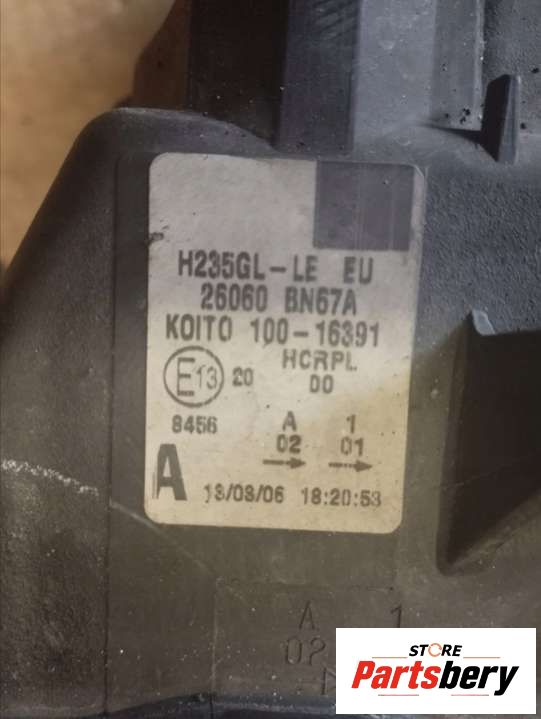 H235GL-LE EU
26060 BN67A
KOITO 100-16391
HCRPL
E13 20 00
8456 A 1
02 01
A 13/03/06 18:20:53
A 1
02
STORE
Partsbery